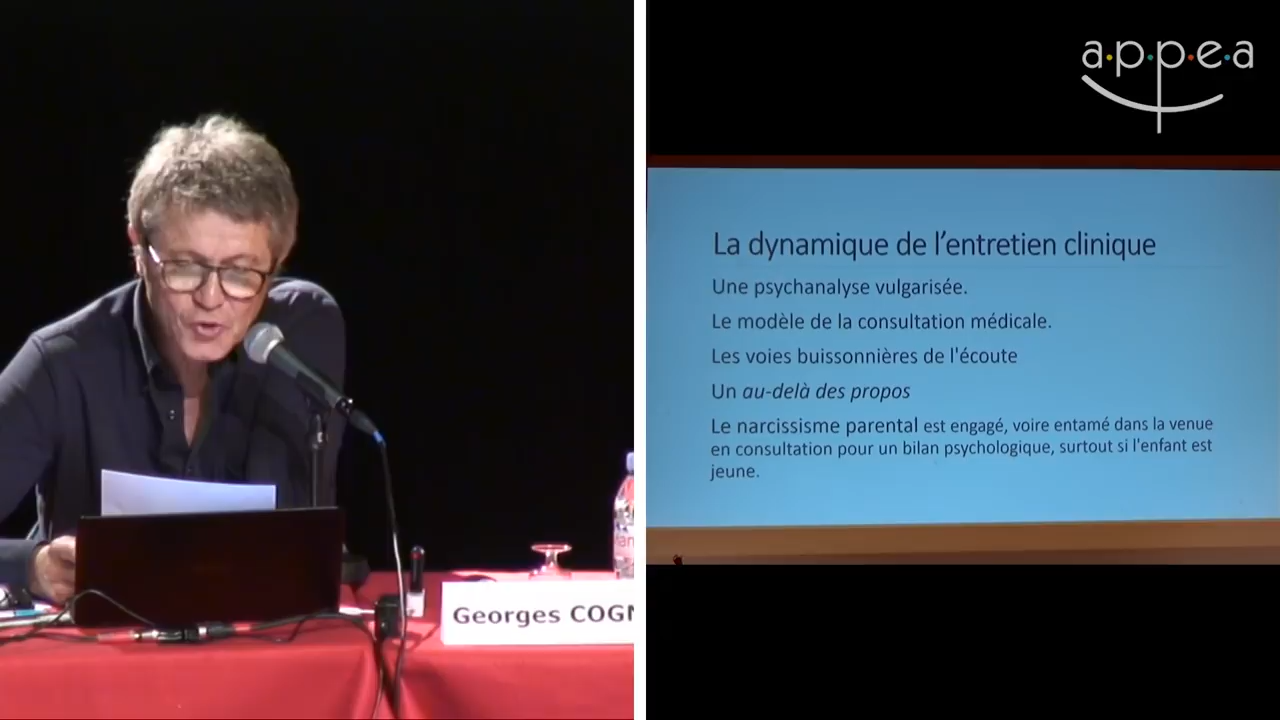 Georges COGN
a.p.p.e.a
La dynamique de l'entretien clinique
Une psychanalyse vulgarisée.
Le modèle de la consultation médicale.
Les voies buissonnières de l'écoute
Un au-delà des propos
Le narcissisme parental est engagé, voire entamé dans la venue
en consultation pour un bilan psychologique, surtout si l'enfant est
jeune.